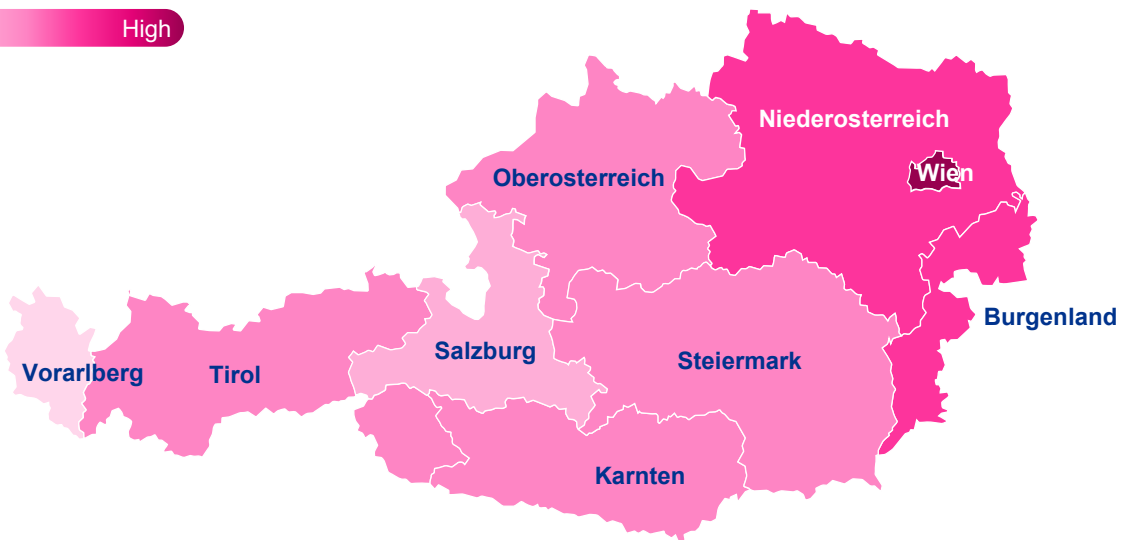 High
Niederosterreich
Wien
Oberosterreich
Burgenland
Salzburg
Steiermark
Vorarlberg
Tirol
Karnten